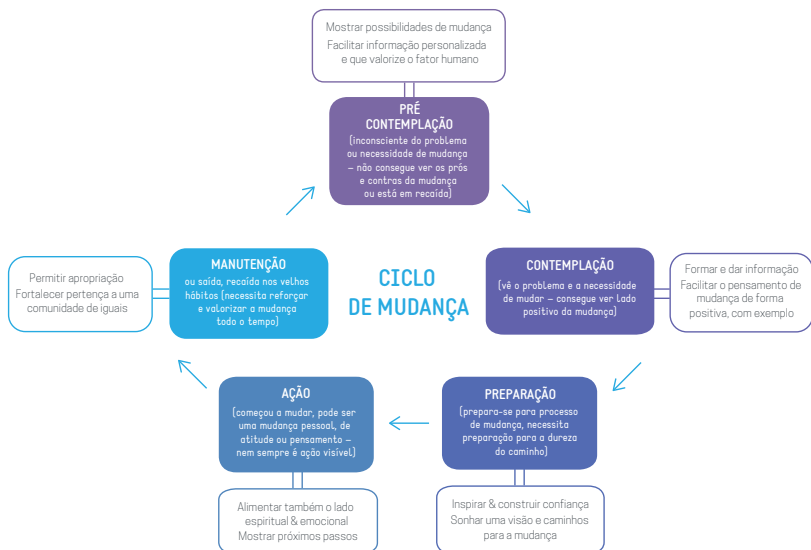 Mostrar possibilidades de mudança
Facilitar informação personalizada
e que valorize o fator humano
PRÉ
CONTEMPLAÇÃO
(inconsciente do problema
ou necessidade de mudança
– não consegue ver os prós
e contras da mudança
ou está em recaída)
CONTEMPLAÇÃO
(vê o problema e a necessidade
de mudar – consegue ver lado
positivo da mudança)
Formar e dar informação
Facilitar o pensamento de
mudança de forma
positiva, com exemplo
PREPARAÇÃO
(prepara-se para processo
de mudança, necessita
preparação para a dureza
do caminho)
Inspirar & construir confiança
Sonhar uma visão e caminhos
para a mudança
AÇÃO
(começou a mudar, pode ser
uma mudança pessoal, de
atitude ou pensamento –
nem sempre é ação visível)
Alimentar também o lado
espiritual & emocional
Mostrar próximos passos
MANUTENÇÃO
ou saída, recaída nos velhos
hábitos (necessita reforçar
e valorizar a mudança
todo o tempo)
Permitir apropriação
Fortalecer pertença a uma
comunidade de iguais
CICLO
DE MUDANÇA